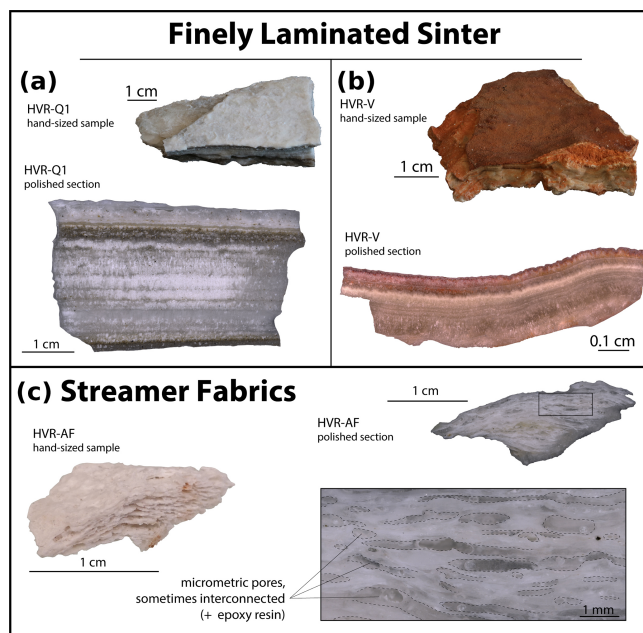 Finely Laminated Sinter
(a)
1 cm
HVR-Q1
hand-sized sample
HVR-Q1
polished section
1 cm
(b)
HVR-V
hand-sized sample
1 cm
HVR-V
polished section
0.1 cm
(c) Streamer Fabrics
1 cm
HVR-AF
polished section
HVR-AF
hand-sized sample
1 cm
micrometric pores,
sometimes interconnected
(+ epoxy resin)
1 mm